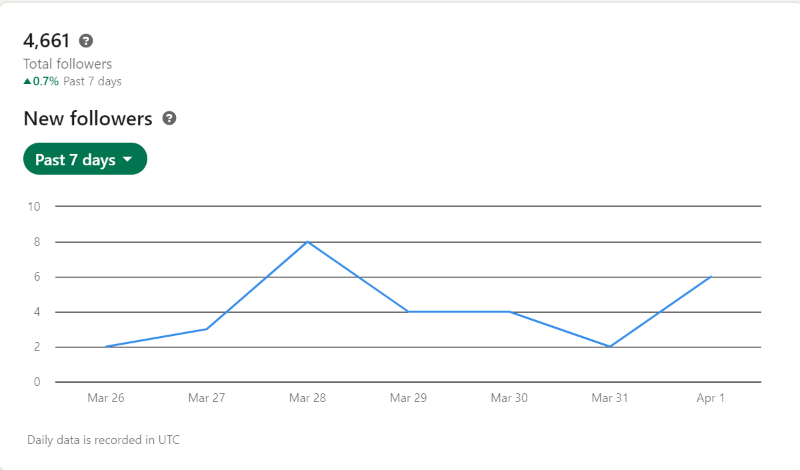 4,661
Total followers
0.7% Past 7 days
New followers
Past 7 days
10
8
6
4
2
0
Mar 26 Mar 27 Mar 28 Mar 29 Mar 30 Mar 31 Apr 1
Daily data is recorded in UTC